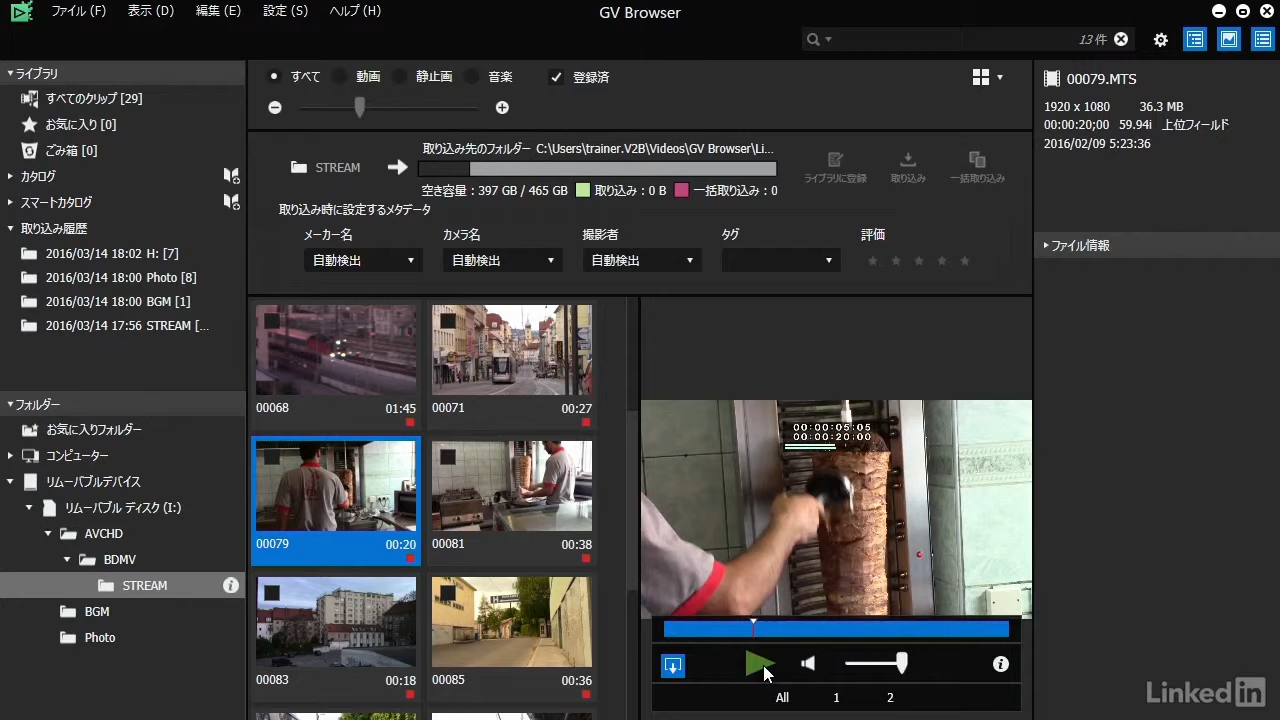 ファイル (F)
表示 (D)
編集 (E)
設定 (S)
ヘルプ (H)
GV Browser
13 件
ライブラリ
すべてのクリップ [29]
お気に入り [0]
ごみ箱 [0]
カタログ
スマートカタログ
取り込み履歴
2016/03/14 18:02 H: [7]
2016/03/14 18:00 Photo [8]
2016/03/14 18:00 BGM [1]
2016/03/14 17:56 STREAM [...
フォルダー
お気に入りフォルダー
コンピューター
リムーバブルデバイス
リムーバブル ディスク (I:)
AVCHD
BDMV
STREAM
BGM
Photo
すべて
動画
静止画
音楽
登録済
STREAM
取り込み先のフォルダー C:\Users\trainer.V2B\Videos\GV Browser\Li...
空き容量 : 397 GB / 465 GB
取り込み : 0 B
一括取り込み : 0
ライブラリに登録
取り込み
一括取り込み
取り込み時に設定するメタデータ
メーカー名
カメラ名
撮影者
タグ
評価
自動検出
自動検出
自動検出
00068 01:45
00071 00:27
00079 00:20
00081 00:38
00083 00:18
00085 00:36
00:00:05:05
00:00:20:00
All
1
2
00079.MTS
1920 x 1080 36.3 MB
00:00:20;00 59.94i 上位フィールド
2016/02/09 5:23:36
ファイル情報
Linked in